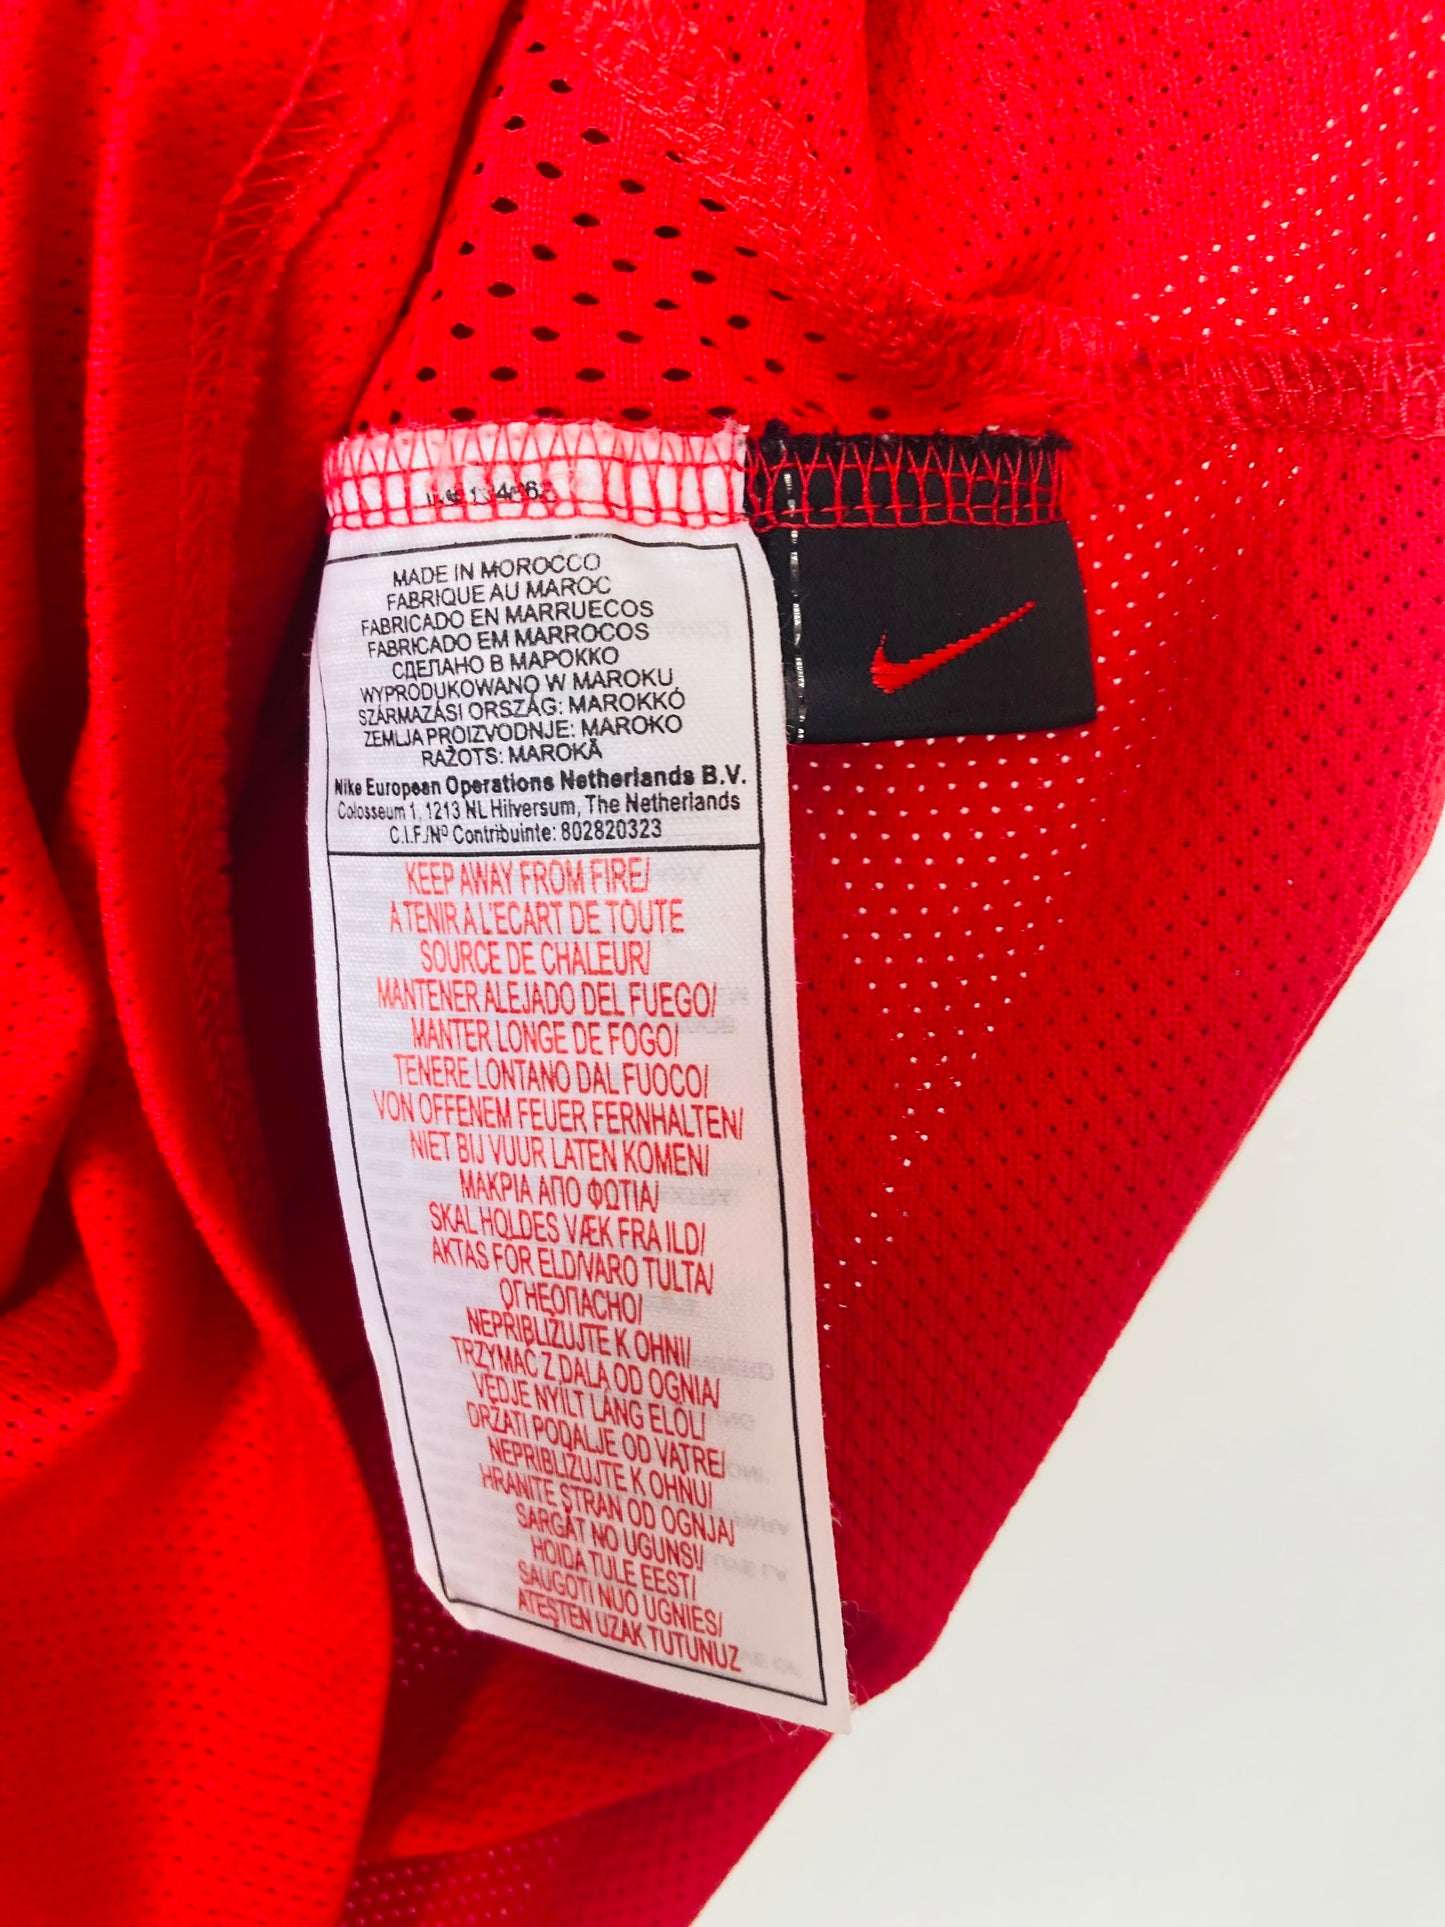 MADE IN MOROCCO
FABRIQUE AU MAROC
FABRICADO EN MARRUECOS
FABRICADO EM MARROCOS
СДЕЛАНО В МАРОККО
WYPRODUKOWANO W MAROKU
SZÁRMAZÁSI ORSZÁG: MAROKKÓ
ZEMLJA PROIZVODNJE: MAROKO
RAŽOTS: MAROKĀ
Nike European Operations Netherlands B.V.
Colosseum 1, 1213 NL Hilversum, The Netherlands
C.I.F./Nº Contribuinte: 802820323
KEEP AWAY FROM FIRE/
A TENIR A L'ECART DE TOUTE
SOURCE DE CHALEUR/
MANTENER ALEJADO DEL FUEGO/
MANTER LONGE DE FOGO/
TENERE LONTANO DAL FUOCO/
VON OFFENEM FEUER FERNHALTEN/
NIET BIJ VUUR LATEN KOMEN/
ΜΑΚΡΙΑ ΑΠΟ ΦΩΤΙΑ/
SKAL HOLDES VÆK FRA ILD/
AKTAS FÖR ELD/VARO TULTA/
ОГНЕОПАСНО/
NEPRIBLIŽUJTE K OHNI/
TRZYMAĆ Z DALA OD OGNIA/
VÉDJE NYÍLT LÁNG ELŐL/
DRŽATI PODALJE OD VATRE/
NEPRIBLIŽUJTE K OHNU/
HRANITE STRAN OD OGNJA/
SARGĀT NO UGUNS!/
HOIDA TULE EEST/
SAUGOTI NUO UGNIES/
ATEŞTEN UZAK TUTUNUZ